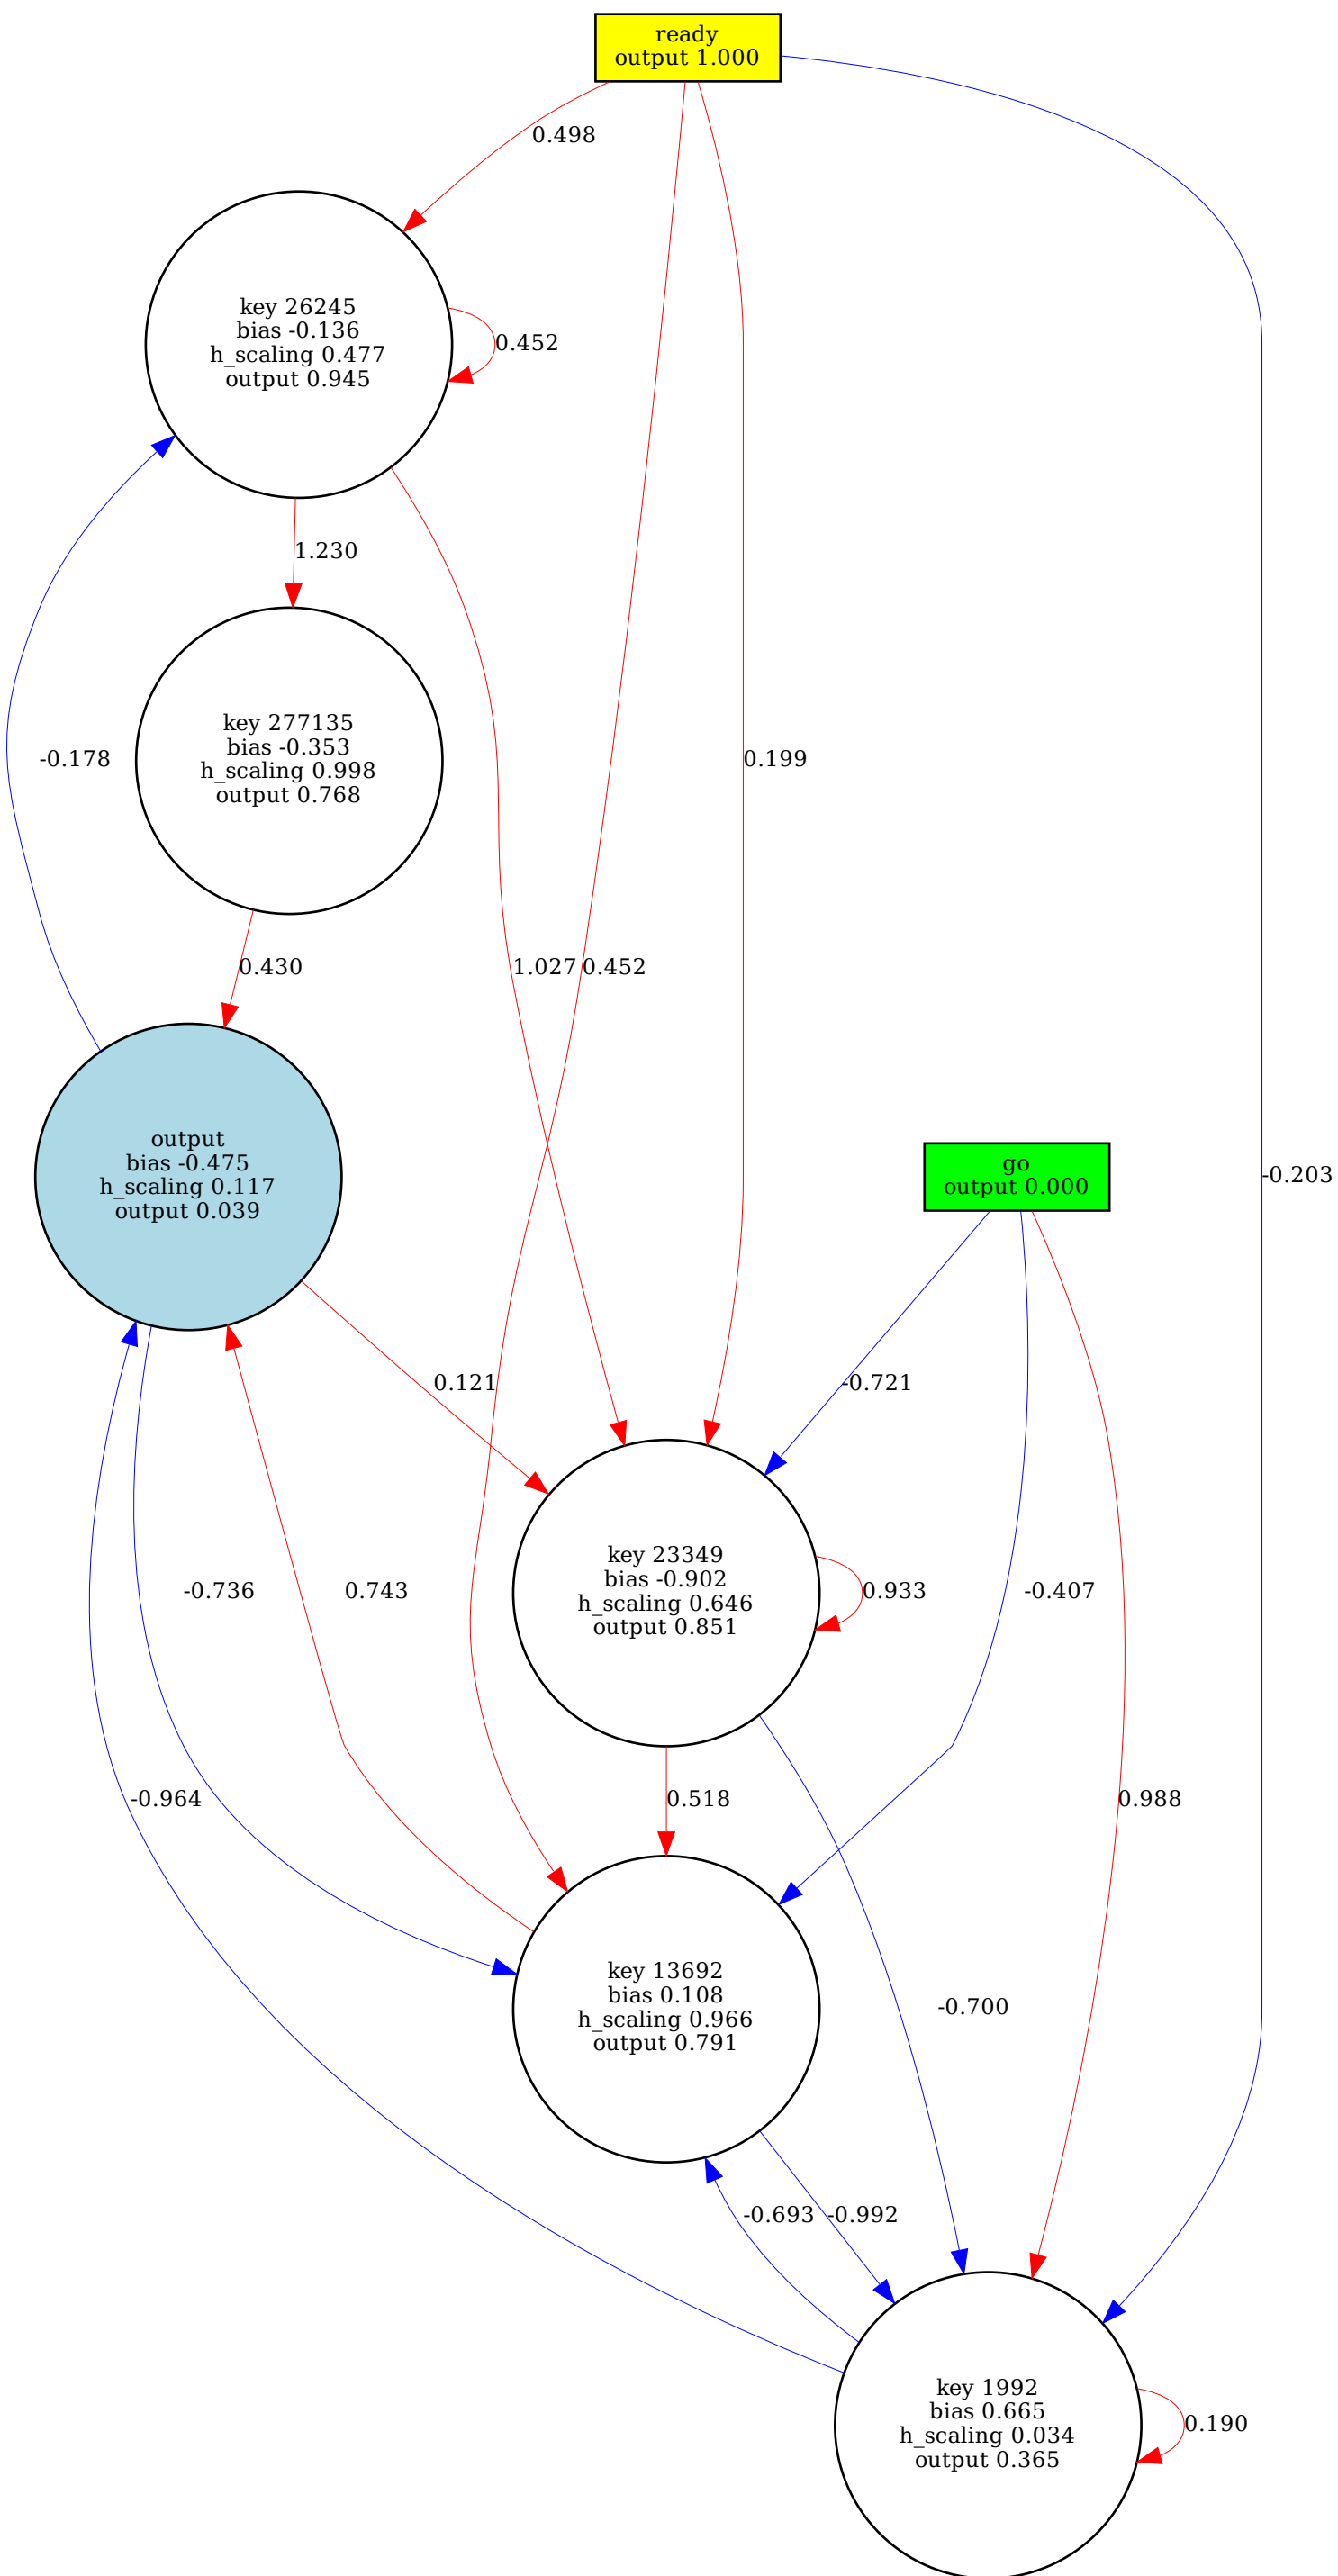 ready
output 1.000
0.498
key 26245
bias -0.136
h_scaling 0.477
output 0.945
0.452
1.230
key 277135
bias -0.353
h_scaling 0.998
output 0.768
-0.178
0.199
0.430
1.027
0.452
output
bias -0.475
h_scaling 0.117
output 0.039
go
output 0.000
-0.203
0.121
-0.721
key 23349
bias -0.902
h_scaling 0.646
output 0.851
-0.736
0.743
0.933
-0.407
-0.964
0.518
0.988
key 13692
bias 0.108
h_scaling 0.966
output 0.791
-0.700
-0.693
-0.992
key 1992
bias 0.665
h_scaling 0.034
output 0.365
0.190